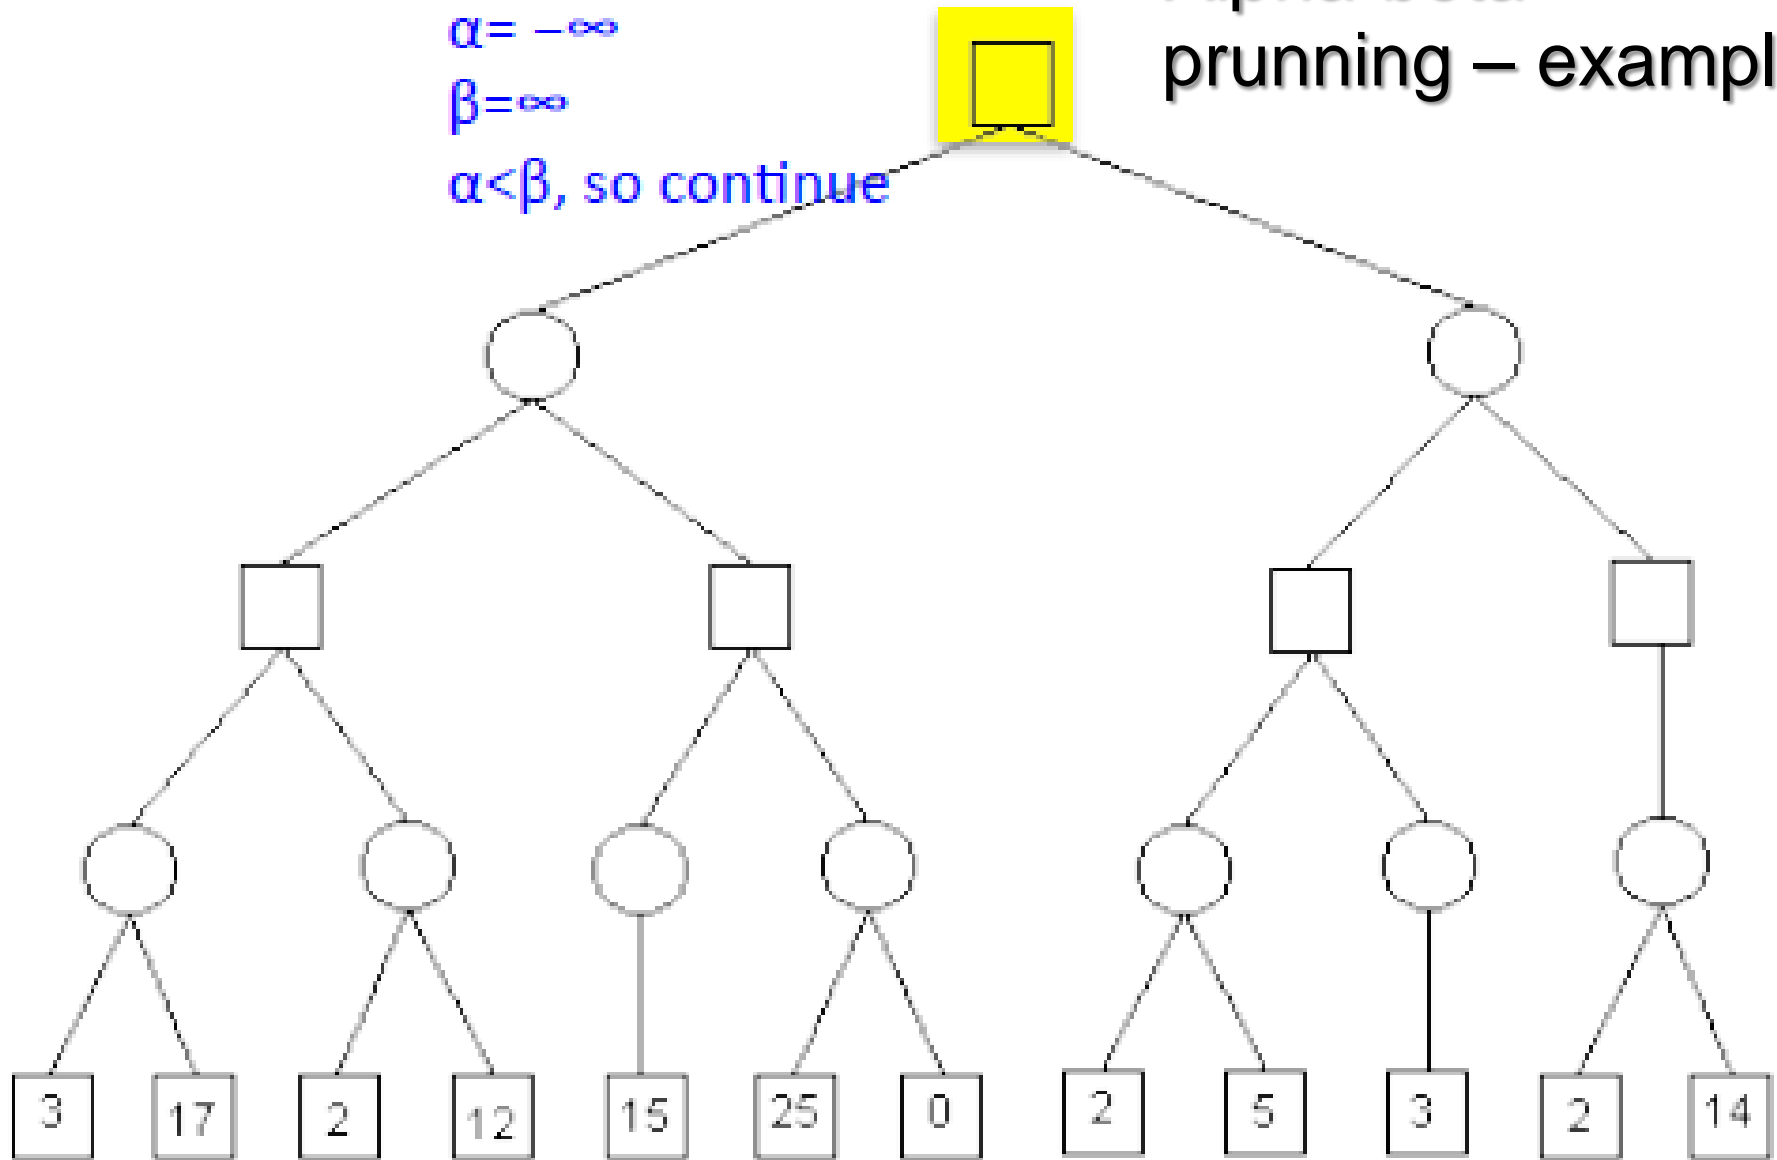 α= −∞
β=∞
α<β, so continue
prunning – exampl
3 17 2 12 15 25 0 2 5 3 2 14